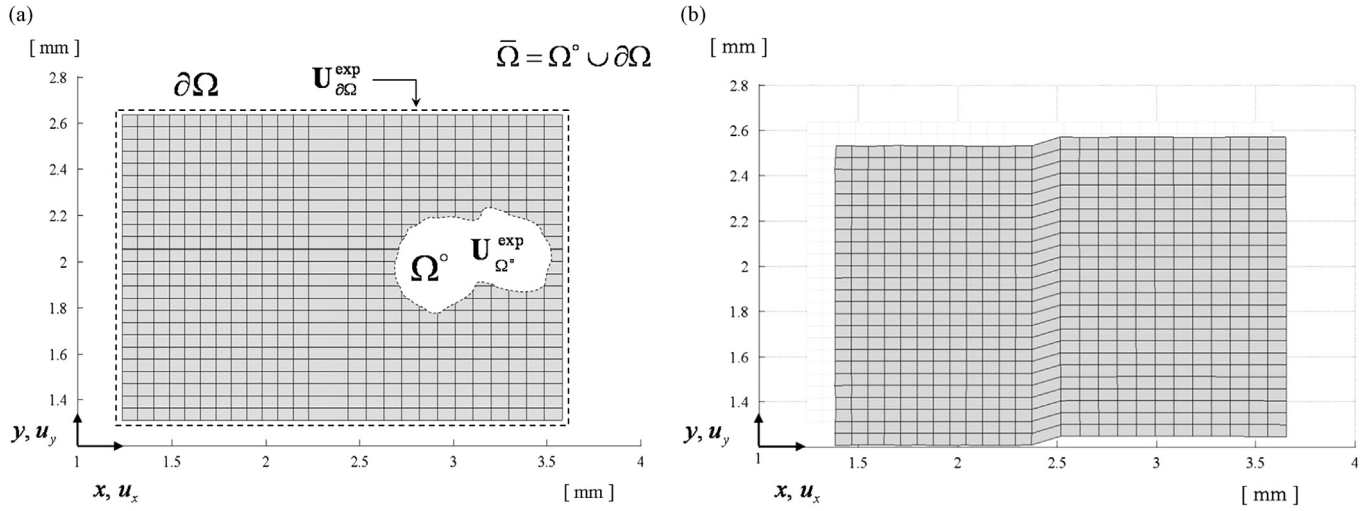 (a)
[ mm ]
Ω̄ = Ω° ∪ ∂Ω
∂Ω
U exp ∂Ω
2.8
2.6
2.4
2.2
2
1.8
1.6
1.4
Ω°
U exp Ω°
y, u_y
1
1.5
2
2.5
3
3.5
4
x, u_x
[ mm ]
(b)
[ mm ]
2.8
2.6
2.4
2.2
2
1.8
1.6
1.4
y, u_y
1
1.5
2
2.5
3
3.5
4
x, u_x
[ mm ]